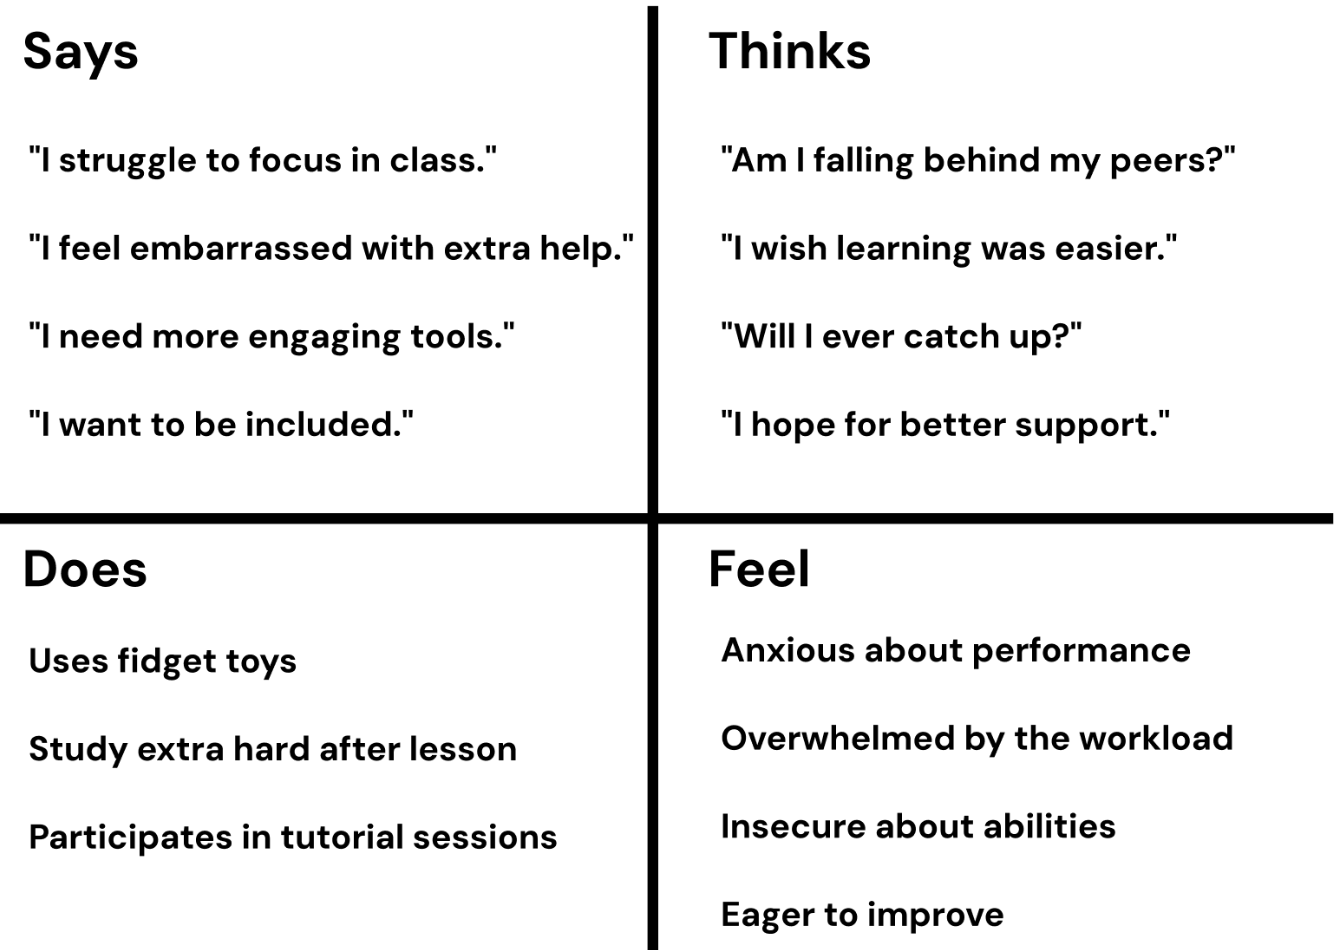 Says
"I struggle to focus in class."
"I feel embarrassed with extra help."
"I need more engaging tools."
"I want to be included."
Thinks
"Am I falling behind my peers?"
"I wish learning was easier."
"Will I ever catch up?"
"I hope for better support."
Does
Uses fidget toys
Study extra hard after lesson
Participates in tutorial sessions
Feel
Anxious about performance
Overwhelmed by the workload
Insecure about abilities
Eager to improve